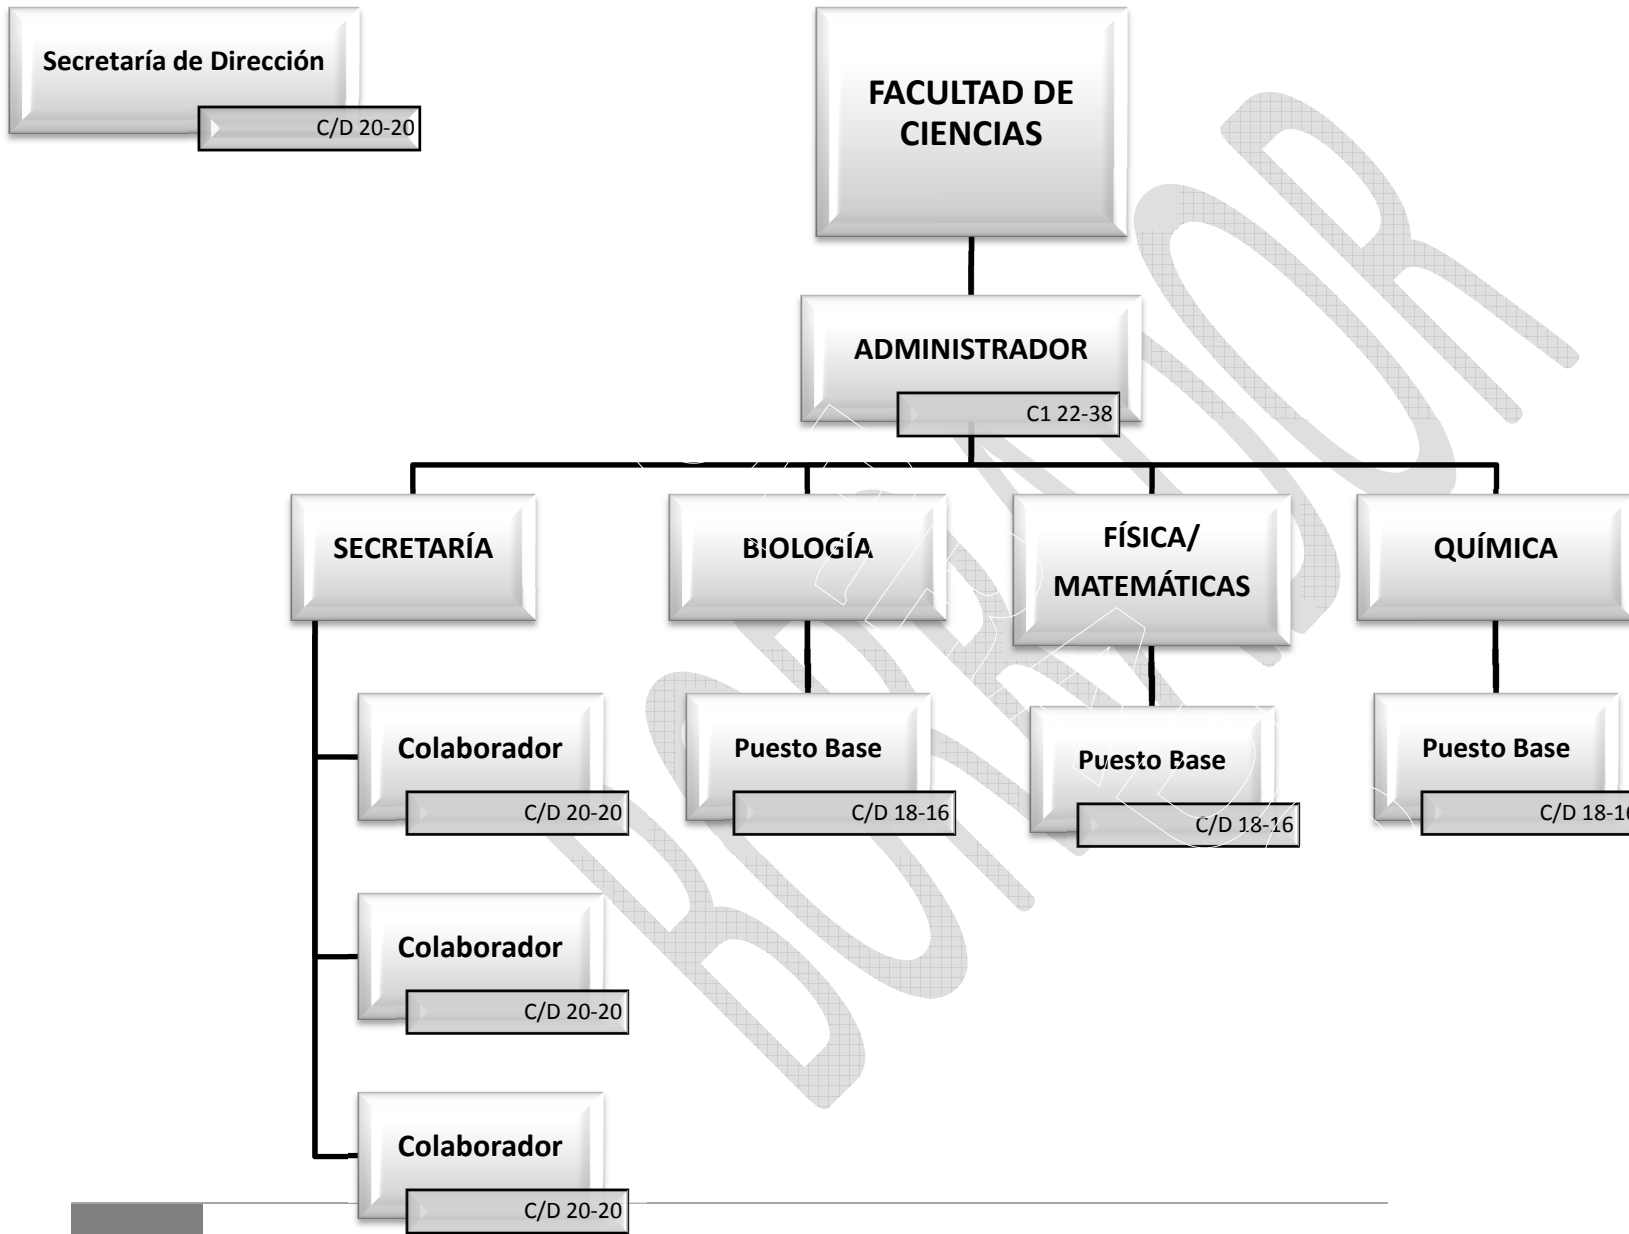 Secretaría de Dirección
C/D 20-20
FACULTAD DE
CIENCIAS
ADMINISTRADOR
C1 22-38
SECRETARÍA
BIOLOGÍA
FÍSICA/
MATEMÁTICAS
QUÍMICA
Colaborador
C/D 20-20
Puesto Base
C/D 18-16
Puesto Base
C/D 18-16
Puesto Base
C/D 18-16
Colaborador
C/D 20-20
Colaborador
C/D 20-20
BORRADOR